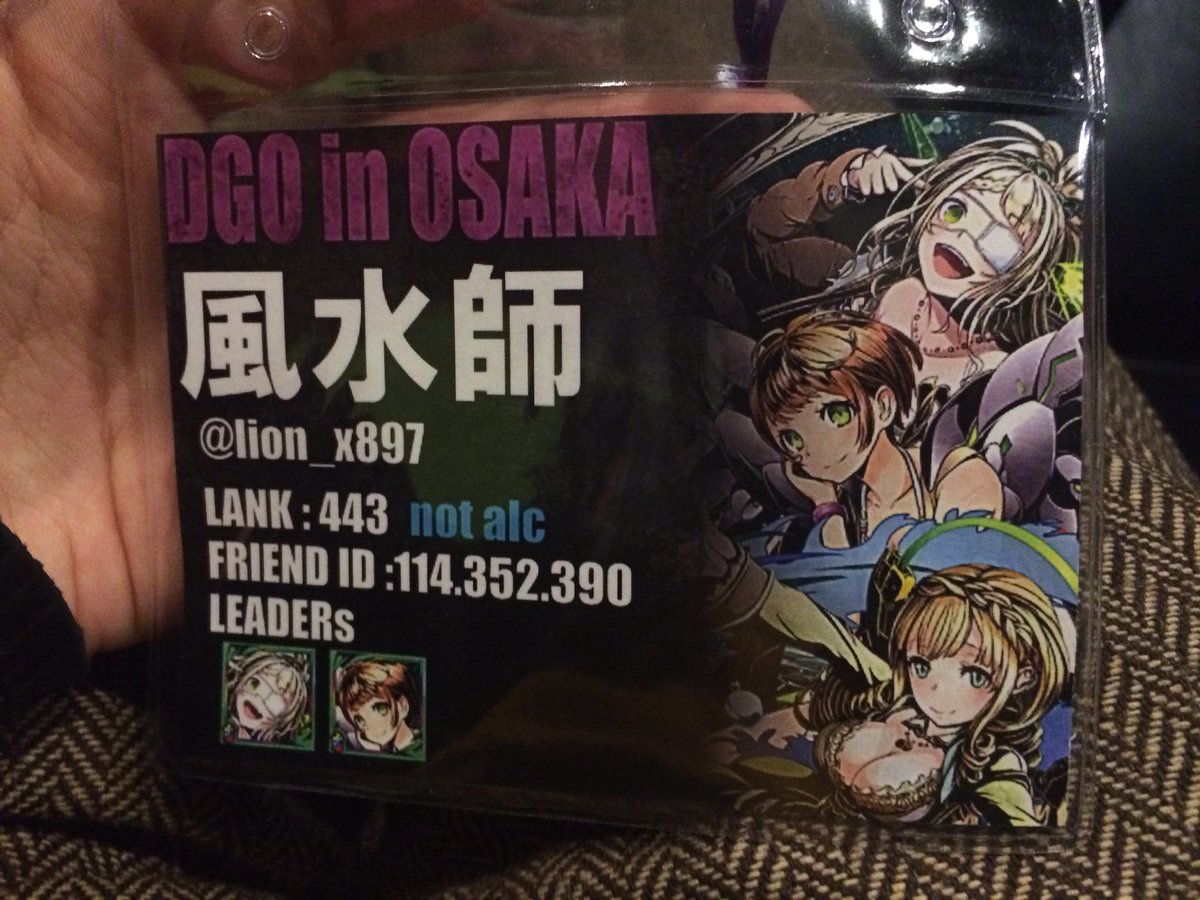 DGO in OSAKA
風水師
@lion_x897
LANK : 443 not alc
FRIEND ID :114.352.390
LEADERs